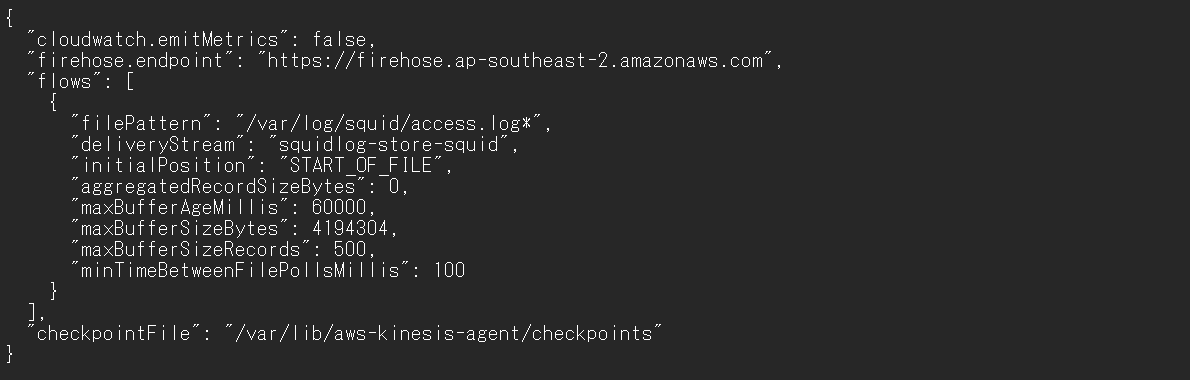 {
  "cloudwatch.emitMetrics": false,
  "firehose.endpoint": "https://firehose.ap-southeast-2.amazonaws.com",
  "flows": [
    {
      "filePattern": "/var/log/squid/access.log*",
      "deliveryStream": "squidlog-store-squid",
      "initialPosition": "START_OF_FILE",
      "aggregatedRecordSizeBytes": 0,
      "maxBufferAgeMillis": 60000,
      "maxBufferSizeBytes": 4194304,
      "maxBufferSizeRecords": 500,
      "minTimeBetweenFilePollsMillis": 100
    }
  ],
  "checkpointFile": "/var/lib/aws-kinesis-agent/checkpoints"
}